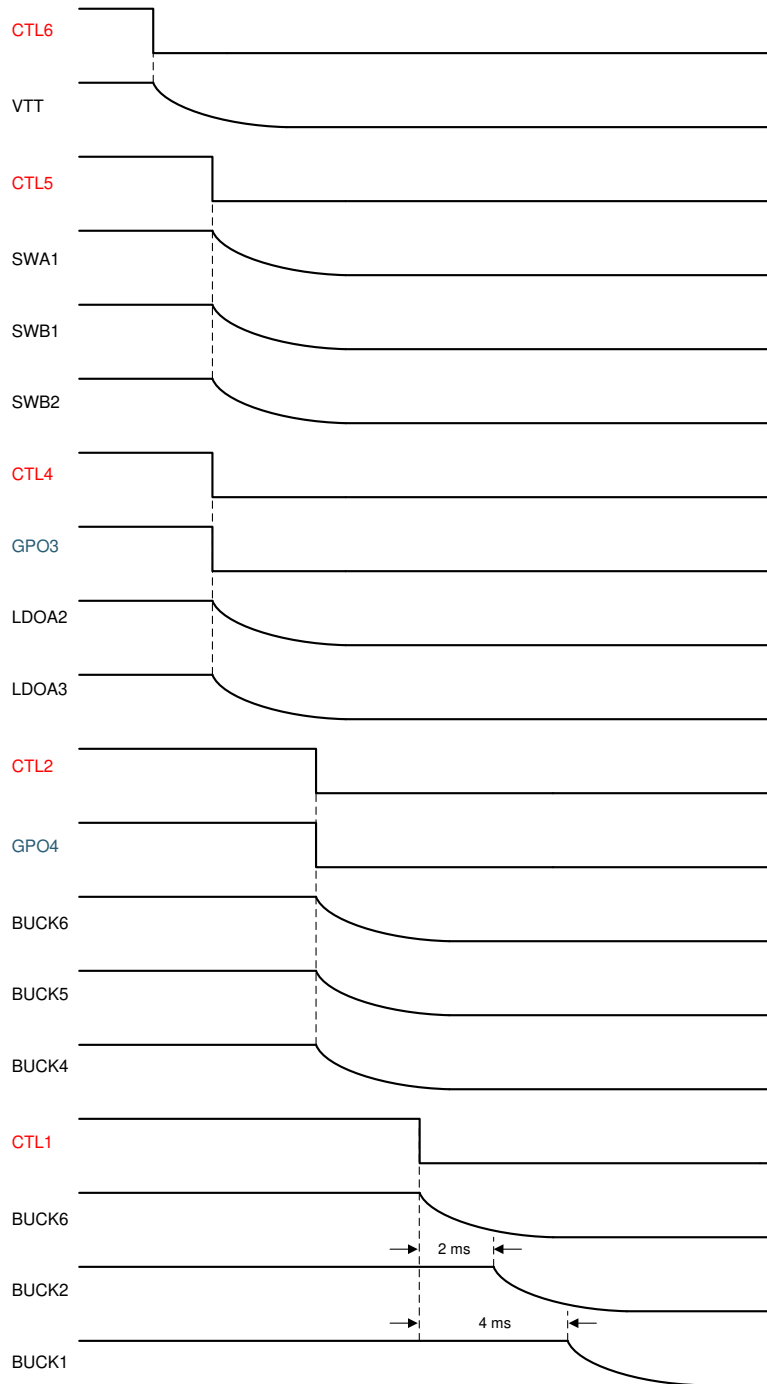 CTL6
VTT
CTL5
SWA1
SWB1
SWB2
CTL4
GPO3
LDOA2
LDOA3
CTL2
GPO4
BUCK6
BUCK5
BUCK4
CTL1
BUCK6
2 ms
BUCK2
4 ms
BUCK1